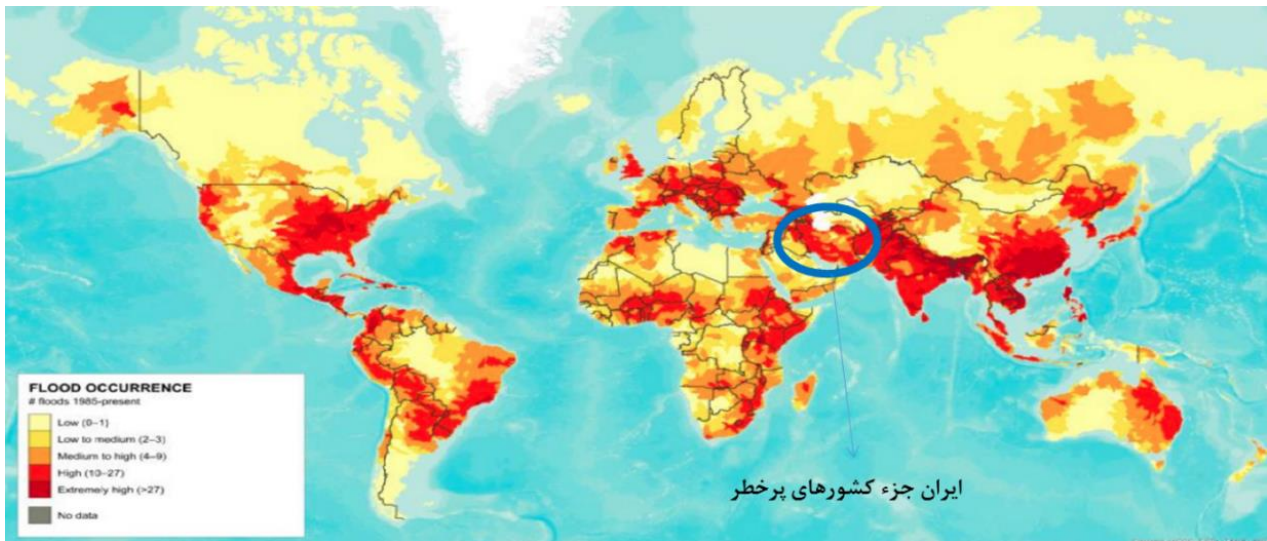 FLOOD OCCURRENCE
# floods 1985-present
Low (0–1)
Low to medium (2–3)
Medium to high (4–9)
High (10–27)
Extremely high (>27)
No data
ایران جزء کشورهای پرخطر